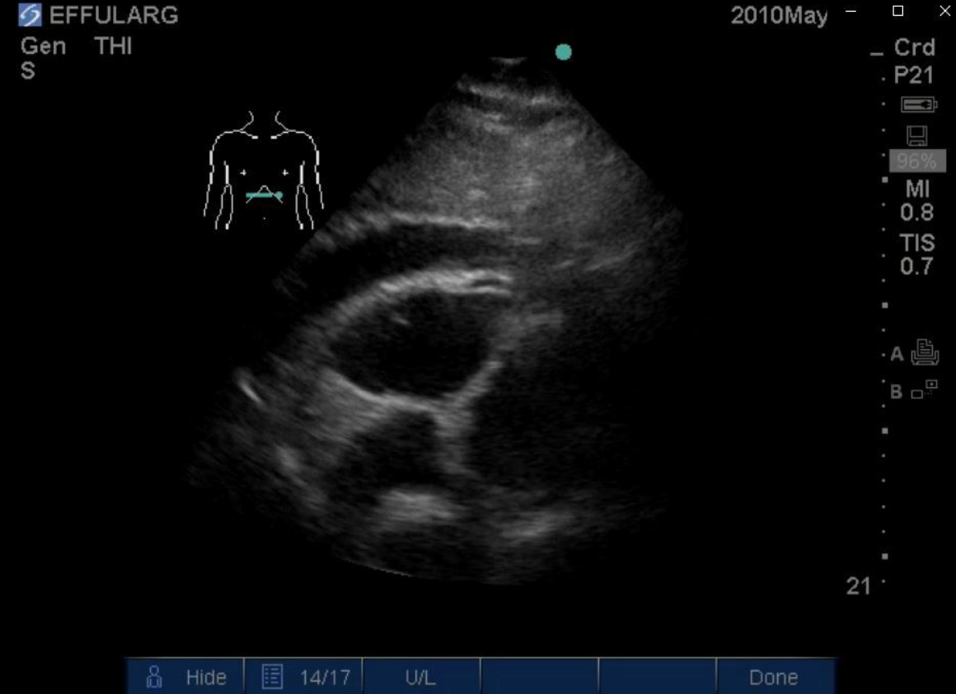 EFFULARG
2010May
Gen THI
S
Crd
P21
96%
MI
0.8
TIS
0.7
A
B
21
Hide
14/17
U/L
Done